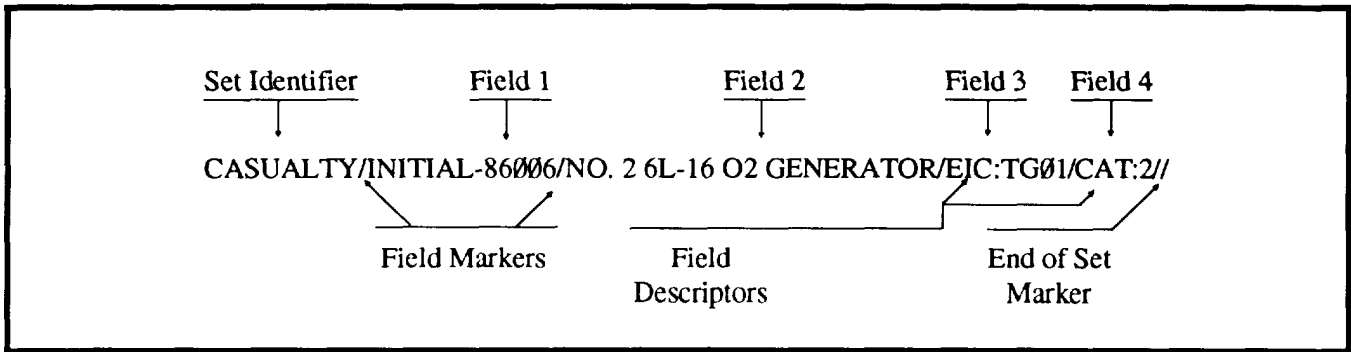 Set Identifier Field 1 Field 2 Field 3 Field 4
CASUALTY/INITIAL-86ØØ6/NO. 2 6L-16 O2 GENERATOR/EIC:TGØ1/CAT:2//
Field Markers Field End of Set
Descriptors Marker